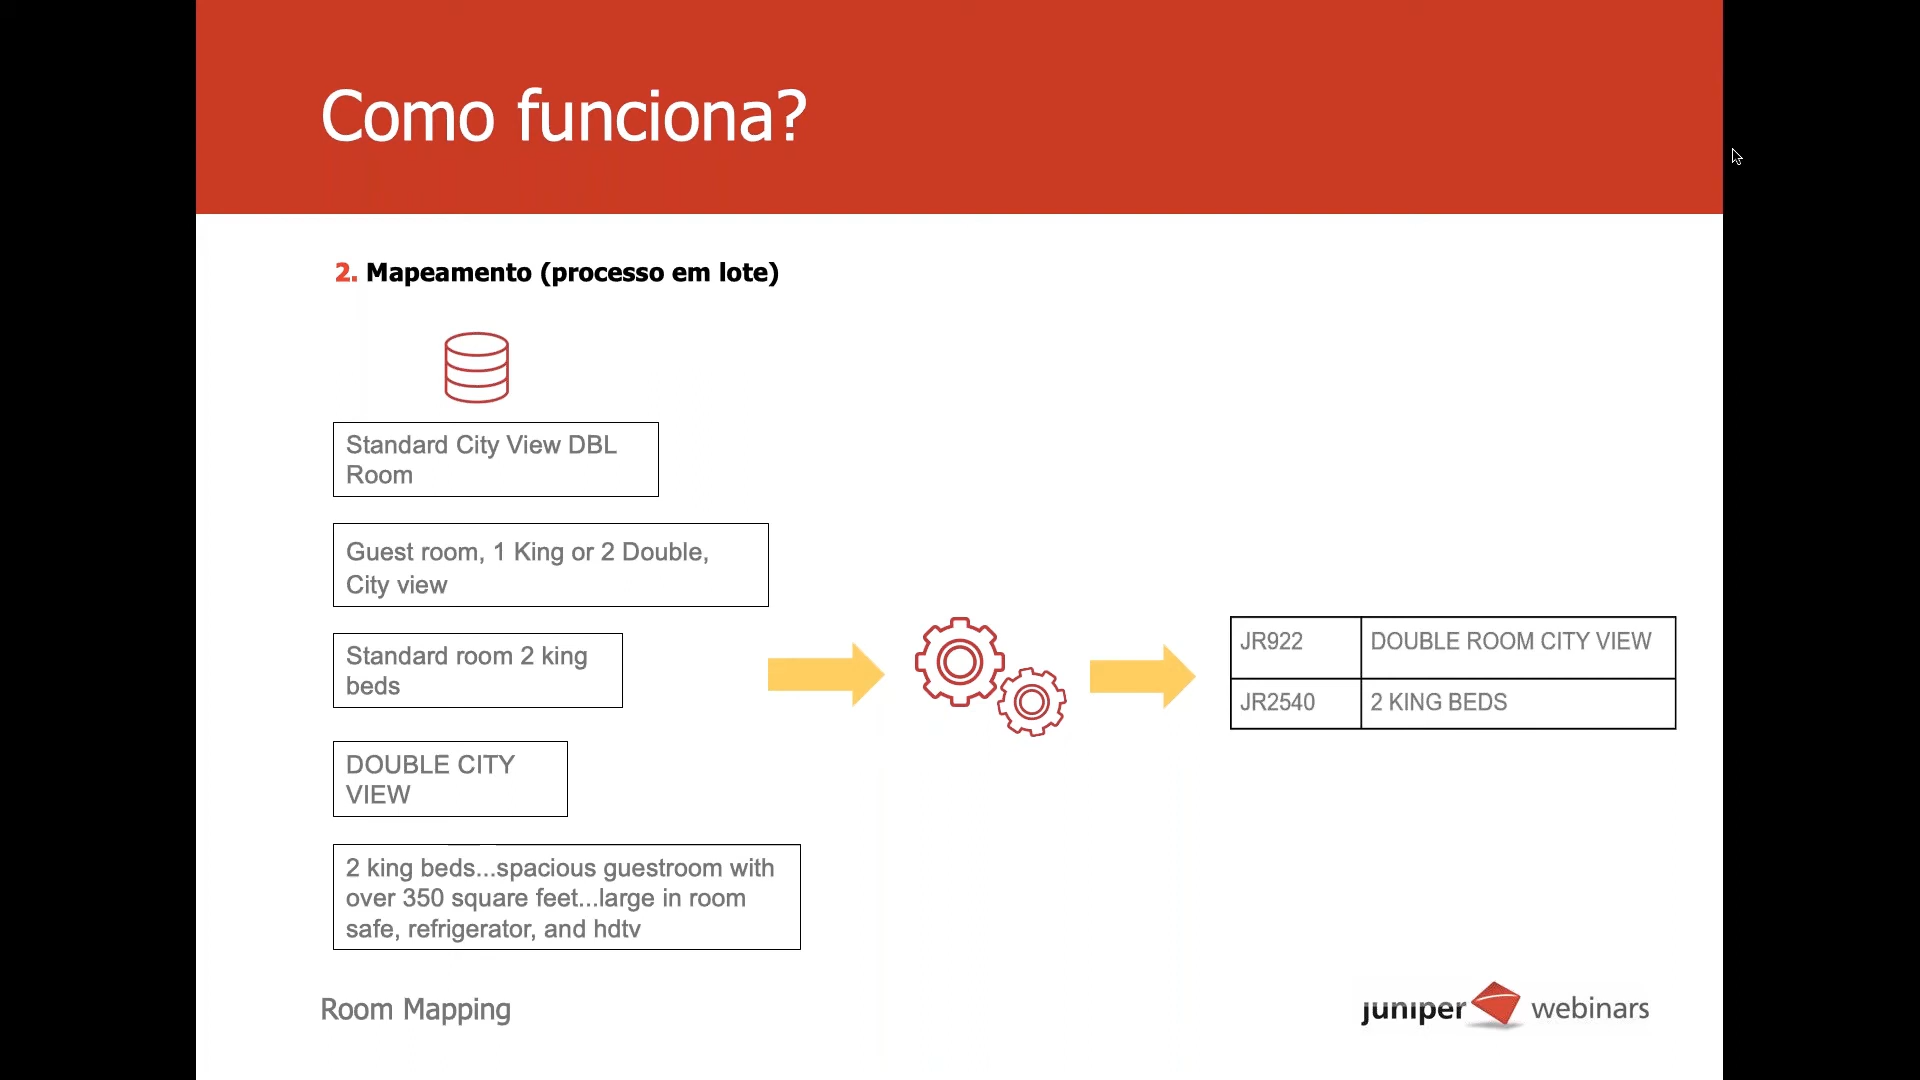 Como funciona?
2. Mapeamento (processo em lote)
Standard City View DBL
Room
Guest room, 1 King or 2 Double,
City view
Standard room 2 king
beds
DOUBLE CITY
VIEW
2 king beds...spacious guestroom with
over 350 square feet...large in room
safe, refrigerator, and hdtv
JR922 DOUBLE ROOM CITY VIEW
JR2540 2 KING BEDS
Room Mapping
juniper webinars